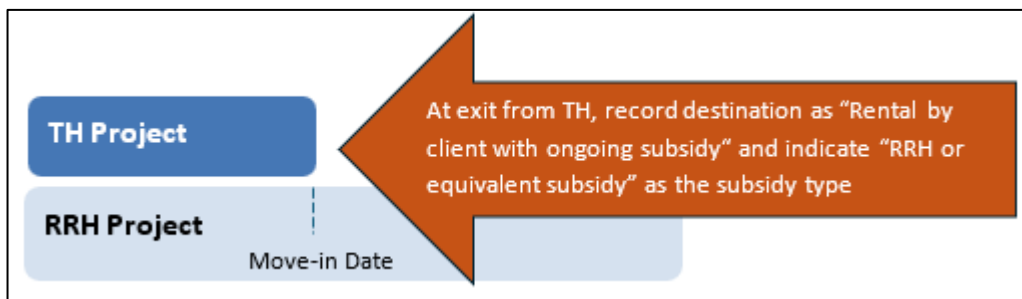 TH Project
At exit from TH, record destination as “Rental by
client with ongoing subsidy“ and indicate “RRH or
equivalent subsidy” as the subsidy type
RRH Project
Move-in Date